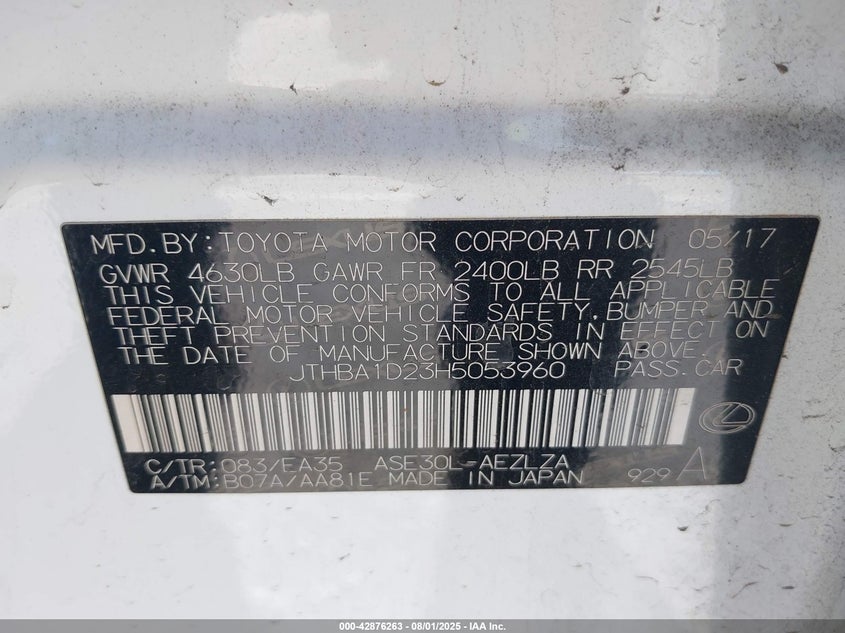 MFD.BY:TOYOTA MOTOR CORPORATION 05/17
GVWR 4630LB GAWR FR 2400LB RR 2545LB
THIS VEHICLE CONFORMS TO ALL APPLICABLE
FEDERAL MOTOR VEHICLE SAFETY,BUMPER AND
THEFT PREVENTION STANDARDS IN EFFECT ON
THE DATE OF MANUFACTURE SHOWN ABOVE.
JTHBA1D23H5053960 PASS.CAR
C/TR:083/EA35 ASE30L-AEZLZA
A/TM:B07A/AA81E MADE IN JAPAN 929 A
000-42876263 - 08/01/2025 - IAA Inc.